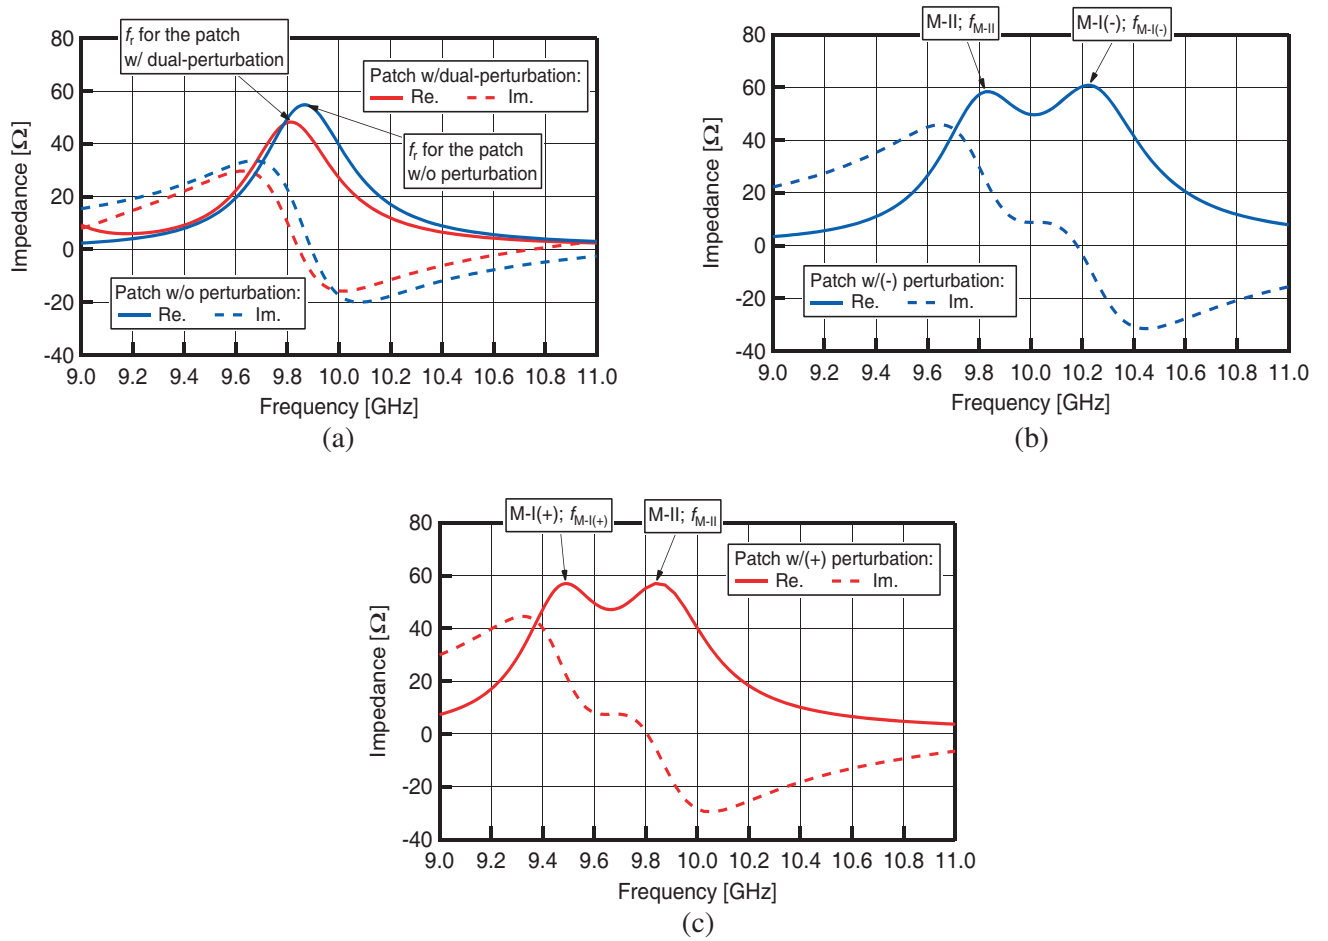 f_r for the patch
w/ dual-perturbation
Patch w/dual-perturbation:
Re. Im.
f_r for the patch
w/o perturbation
Patch w/o perturbation:
Re. Im.
Impedance [Ω]
80
60
40
20
0
-20
-40
9.0 9.2 9.4 9.6 9.8 10.0 10.2 10.4 10.6 10.8 11.0
Frequency [GHz]
(a)
M-II; f_M-II
M-I(-); f_M-I(-)
Patch w/(-) perturbation:
Re. Im.
Impedance [Ω]
80
60
40
20
0
-20
-40
9.0 9.2 9.4 9.6 9.8 10.0 10.2 10.4 10.6 10.8 11.0
Frequency [GHz]
(b)
M-I(+); f_M-I(+)
M-II; f_M-II
Patch w/(+) perturbation:
Re. Im.
Impedance [Ω]
80
60
40
20
0
-20
-40
9.0 9.2 9.4 9.6 9.8 10.0 10.2 10.4 10.6 10.8 11.0
Frequency [GHz]
(c)